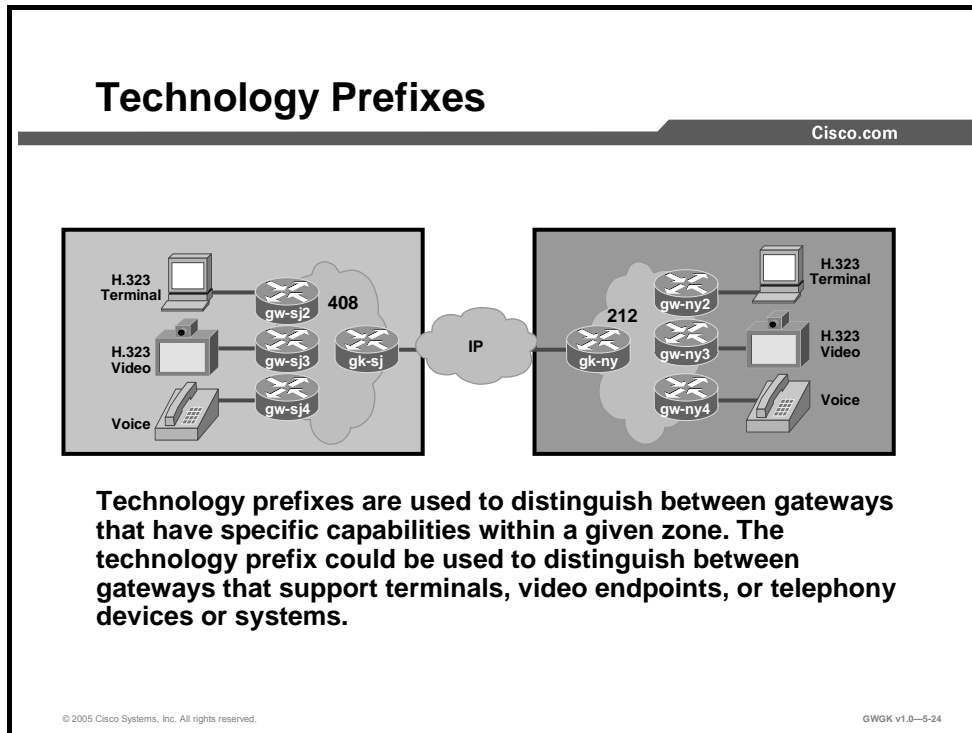 Technology Prefixes
Cisco.com
H.323
Terminal
gw-sj2
408
H.323
Video
gw-sj3
gk-sj
Voice
gw-sj4
IP
212
gk-ny
gw-ny2
H.323
Terminal
gw-ny3
H.323
Video
gw-ny4
Voice
Technology prefixes are used to distinguish between gateways
that have specific capabilities within a given zone. The
technology prefix could be used to distinguish between
gateways that support terminals, video endpoints, or telephony
devices or systems.
© 2005 Cisco Systems, Inc. All rights reserved.
GWGK v1.0—5-24